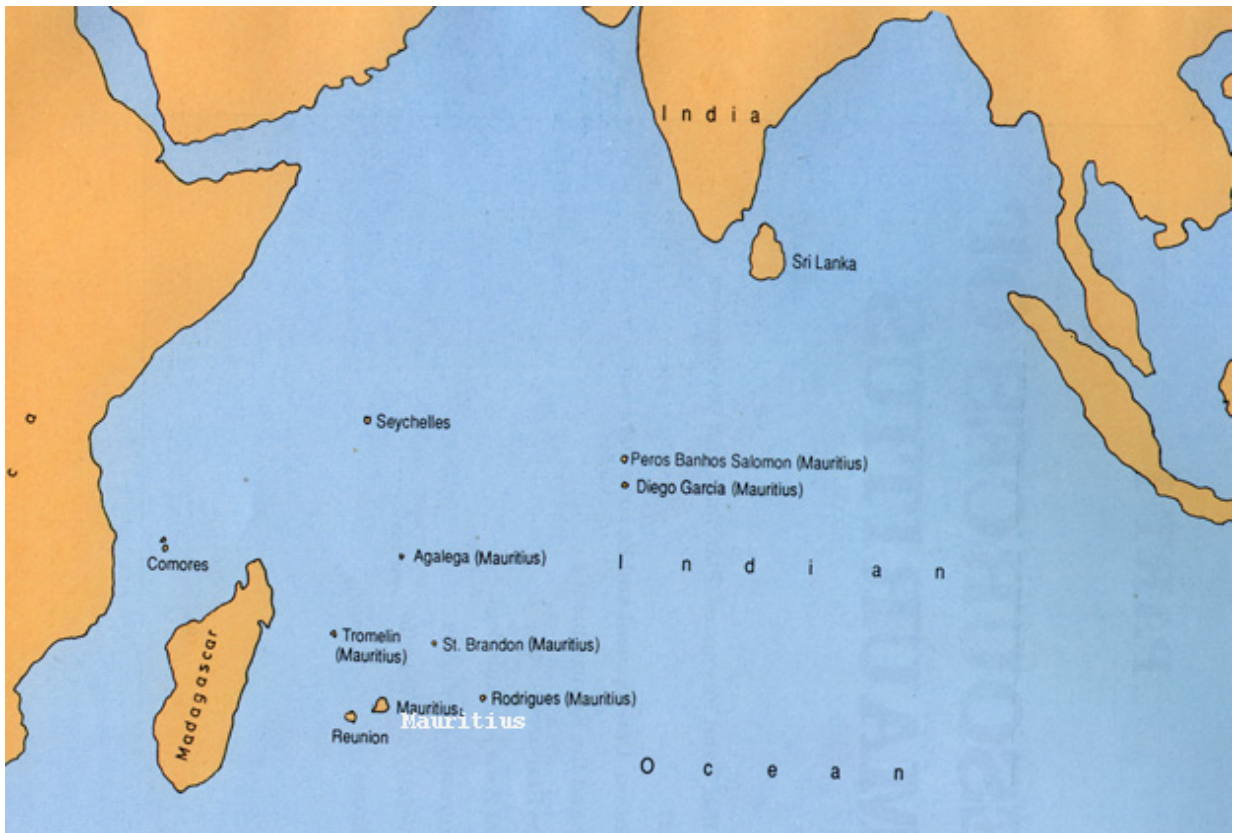 India
Sri Lanka
c a
Seychelles
Peros Banhos Salomon (Mauritius)
Diego Garcia (Mauritius)
Comores
Agalega (Mauritius)
Indian
Tromelin
(Mauritius)
St. Brandon (Mauritius)
Madagascar
Rodrigues (Mauritius)
Mauritius
Mauritius
Reunion
Ocean